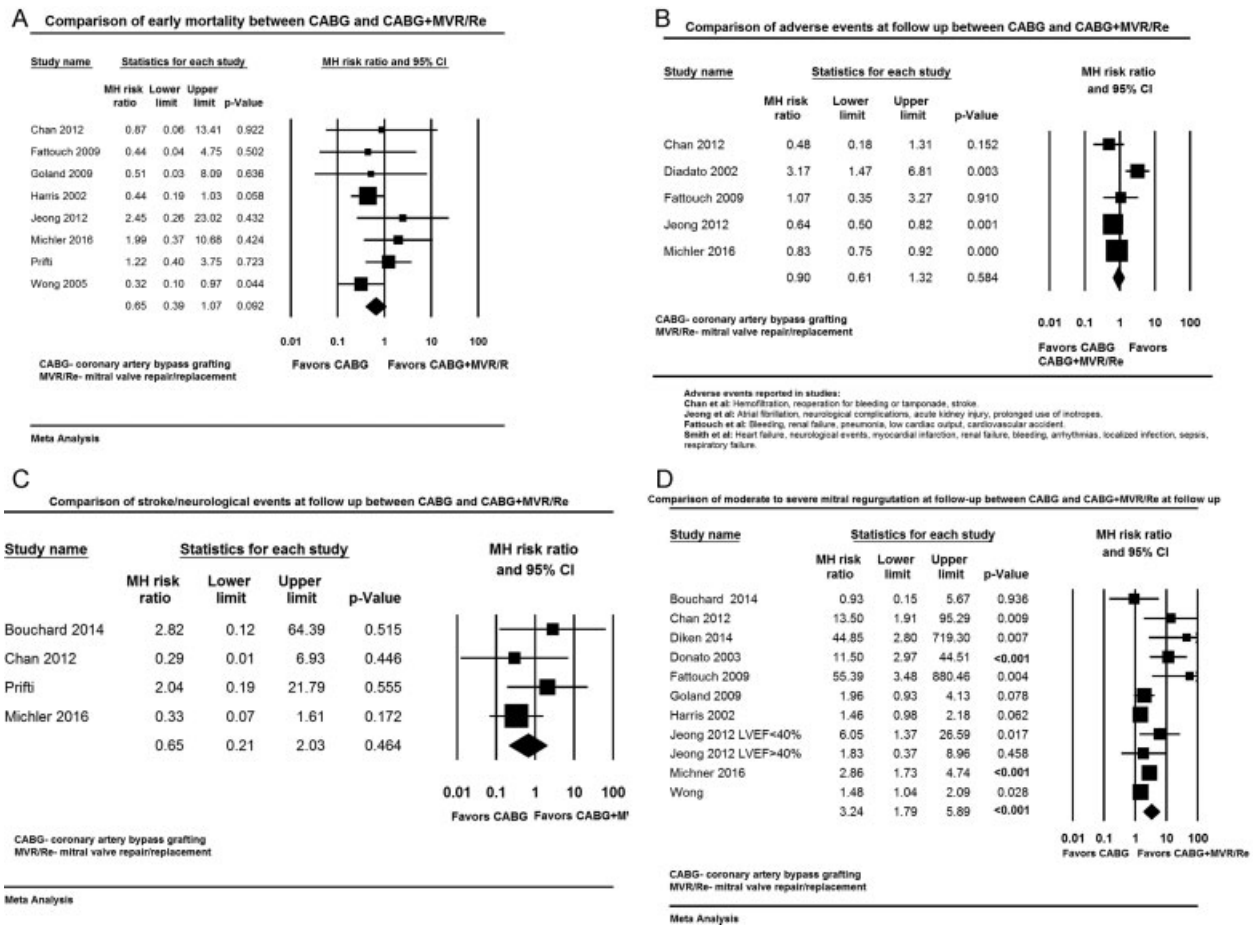 A
Comparison of early mortality between CABG and CABG+MVR/Re
Study name Statistics for each study MH risk ratio and 95% CI
MH risk Lower Upper
ratio limit limit p-Value
Chan 2012 0.87 0.06 13.41 0.922
Fattouch 2009 0.44 0.04 4.75 0.502
Goland 2009 0.51 0.03 8.09 0.636
Harris 2002 0.44 0.19 1.03 0.058
Jeong 2012 2.45 0.26 23.02 0.432
Michler 2016 1.99 0.37 10.68 0.424
Prifti 1.22 0.40 3.75 0.723
Wong 2005 0.32 0.10 0.97 0.044
0.65 0.39 1.07 0.092
0.01 0.1 1 10 100
Favors CABG Favors CABG+MVR/R
CABG- coronary artery bypass grafting
MVR/Re- mitral valve repair/replacement
Meta Analysis
B
Comparison of adverse events at follow up between CABG and CABG+MVR/Re
Study name Statistics for each study MH risk ratio
and 95% CI
MH risk Lower Upper
ratio limit limit p-Value
Chan 2012 0.48 0.18 1.31 0.152
Diadato 2002 3.17 1.47 6.81 0.003
Fattouch 2009 1.07 0.35 3.27 0.910
Jeong 2012 0.64 0.50 0.82 0.001
Michler 2016 0.83 0.75 0.92 0.000
0.90 0.61 1.32 0.584
CABG- coronary artery bypass grafting
MVR/Re- mitral valve repair/replacement
0.01 0.1 1 10 100
Favors CABG Favors
CABG+MVR/Re
Adverse events reported in studies:
Chan et al: Hemofiltration, reoperation for bleeding or tamponade, stroke.
Jeong et al: Atrial fibrillation, neurological complications, acute kidney injury, prolonged use of inotropes.
Fattouch et al: Bleeding, renal failure, pneumonia, low cardiac output, cardiovascular accident.
Smith et al: Heart failure, neurological events, myocardial infarction, renal failure, bleeding, arrhythmias, localized infection, sepsis,
respiratory failure.
C
Comparison of stroke/neurological events at follow up between CABG and CABG+MVR/Re
Study name Statistics for each study MH risk ratio
and 95% CI
MH risk Lower Upper
ratio limit limit p-Value
Bouchard 2014 2.82 0.12 64.39 0.515
Chan 2012 0.29 0.01 6.93 0.446
Prifti 2.04 0.19 21.79 0.555
Michler 2016 0.33 0.07 1.61 0.172
0.65 0.21 2.03 0.464
0.01 0.1 1 10 100
Favors CABG Favors CABG+M
CABG- coronary artery bypass grafting
MVR/Re- mitral valve repair/replacement
Meta Analysis
D
Comparison of moderate to severe mitral regurgutation at follow-up between CABG and CABG+MVR/Re at follow up
Study name Statistics for each study MH risk ratio
and 95% CI
MH risk Lower Upper
ratio limit limit p-Value
Bouchard 2014 0.93 0.15 5.67 0.936
Chan 2012 13.50 1.91 95.29 0.009
Diken 2014 44.85 2.80 719.30 0.007
Donato 2003 11.50 2.97 44.51 <0.001
Fattouch 2009 55.39 3.48 880.46 0.004
Goland 2009 1.96 0.93 4.13 0.078
Harris 2002 1.46 0.98 2.18 0.062
Jeong 2012 LVEF<40% 6.05 1.37 26.59 0.017
Jeong 2012 LVEF>40% 1.83 0.37 8.96 0.458
Michner 2016 2.86 1.73 4.74 <0.001
Wong 1.48 1.04 2.09 0.028
3.24 1.79 5.89 <0.001
0.01 0.1 1 10 100
Favors CABG Favors CABG+MVR/Re
CABG- coronary artery bypass grafting
MVR/Re- mitral valve repair/replacement
Meta Analysis